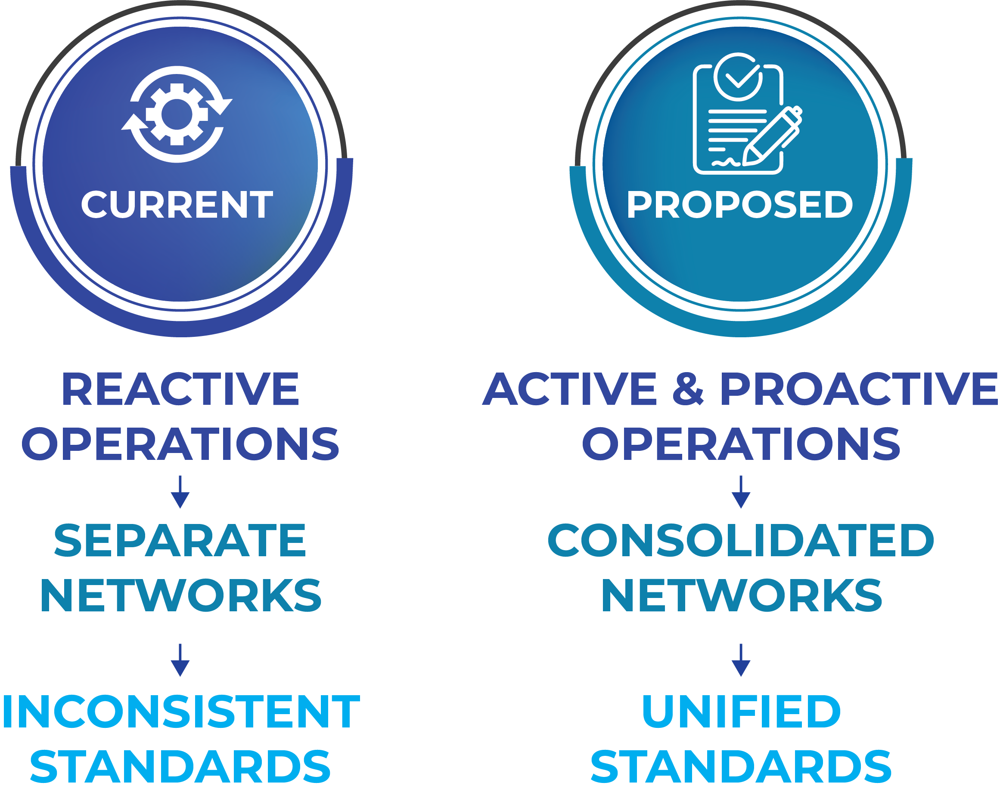 CURRENT
REACTIVE
OPERATIONS
SEPARATE
NETWORKS
INCONSISTENT
STANDARDS
PROPOSED
ACTIVE & PROACTIVE
OPERATIONS
CONSOLIDATED
NETWORKS
UNIFIED
STANDARDS